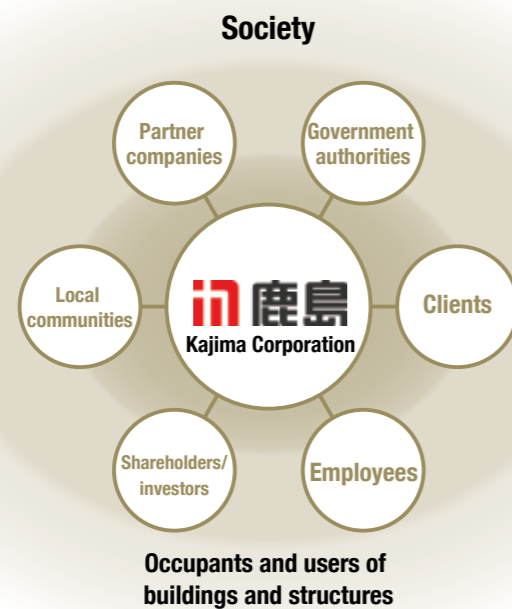 Society
Partner
companies
Government
authorities
鹿島
Kajima Corporation
Local
communities
Clients
Shareholders/
investors
Employees
Occupants and users of
buildings and structures